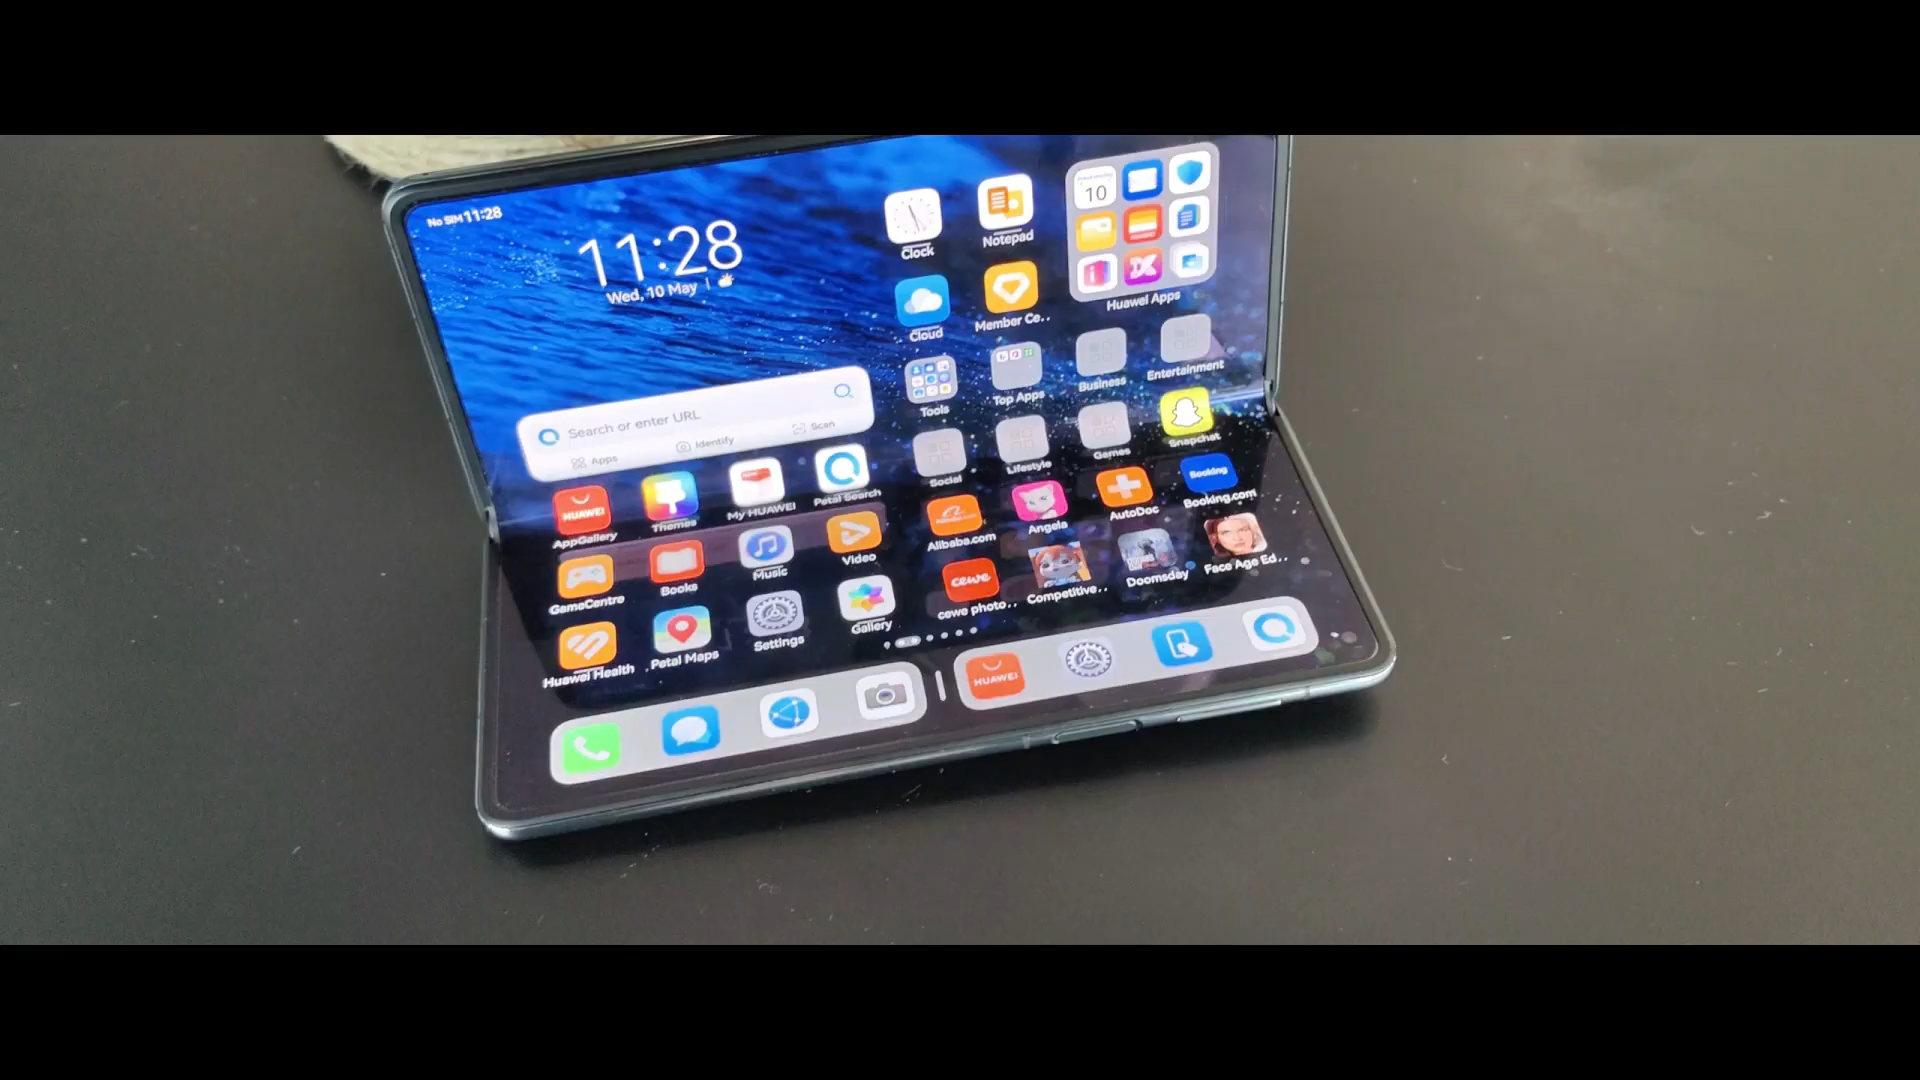 No SIM 11:28
11:28
Wed, 10 May
Search or enter URL
Apps
Identify
Scan
HUAWEI
AppGallery
Themes
My HUAWEI
Petal Search
GameCentre
Books
Music
Video
Huawei Health
Petal Maps
Settings
Gallery
Clock
Notepad
10
Huawei Apps
Cloud
Member Ce..
Tools
Top Apps
Business
Entertainment
Social
Lifestyle
Games
Snapchat
Alibaba.com
Angela
AutoDoc
Booking
Booking.com
cewe
cewe photo..
Competitive..
Doomsday
Face Age Ed..
HUAWEI